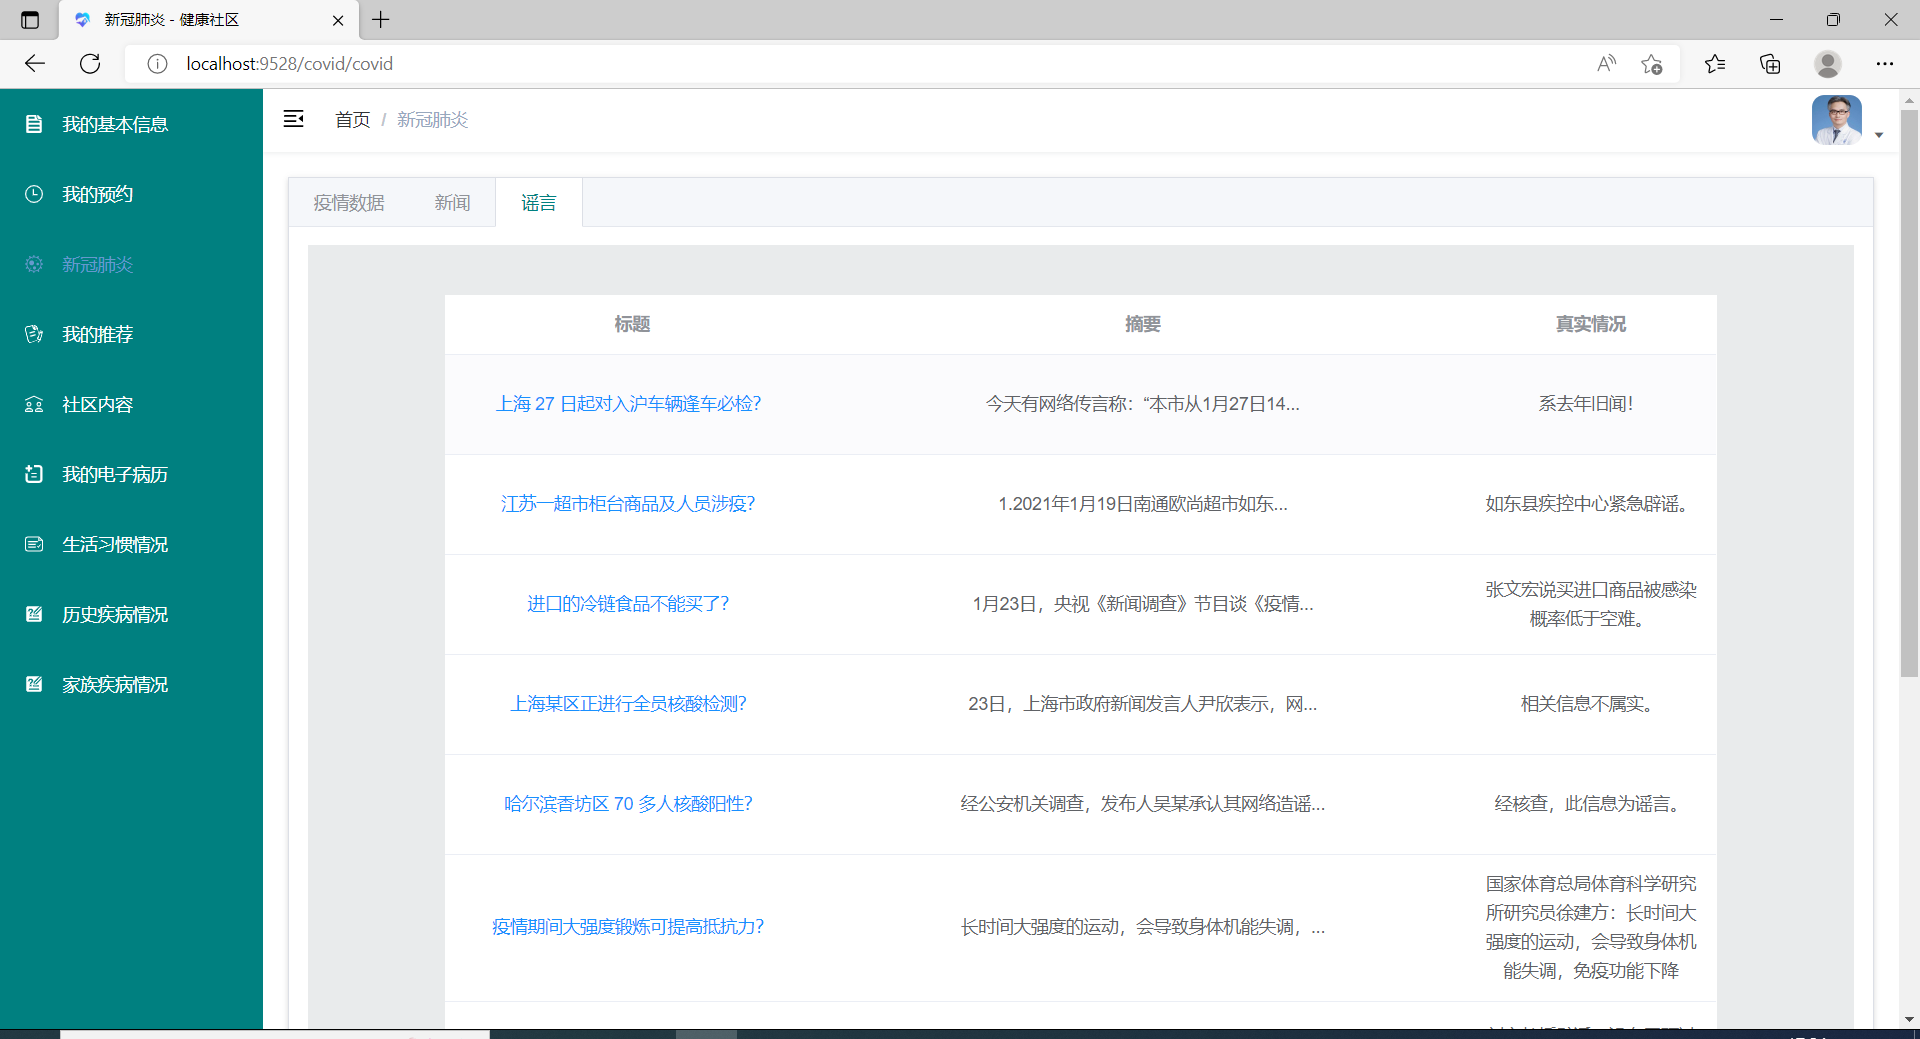 新冠肺炎 - 健康社区
localhost:9528/covid/covid
我的基本信息
我的预约
新冠肺炎
我的推荐
社区内容
我的电子病历
生活习惯情况
历史疾病情况
家族疾病情况
首页 / 新冠肺炎
疫情数据 新闻 谣言
标题 摘要 真实情况
上海 27 日起对入沪车辆逢车必检？ 今天有网络传言称：“本市从1月27日14... 系去年旧闻！
江苏一超市柜台商品及人员涉疫？ 1.2021年1月19日南通欧尚超市如东... 如东县疾控中心紧急辟谣。
进口的冷链食品不能买了？ 1月23日，央视《新闻调查》节目谈《疫情... 张文宏说买进口商品被感染
概率低于空难。
上海某区正进行全员核酸检测？ 23日，上海市政府新闻发言人尹欣表示，网... 相关信息不属实。
哈尔滨香坊区 70 多人核酸阳性？ 经公安机关调查，发布人吴某承认其网络造谣... 经核查，此信息为谣言。
疫情期间大强度锻炼可提高抵抗力？ 长时间大强度的运动，会导致身体机能失调，... 国家体育总局体育科学研究
所研究员徐建方：长时间大
强度的运动，会导致身体机
能失调，免疫功能下降